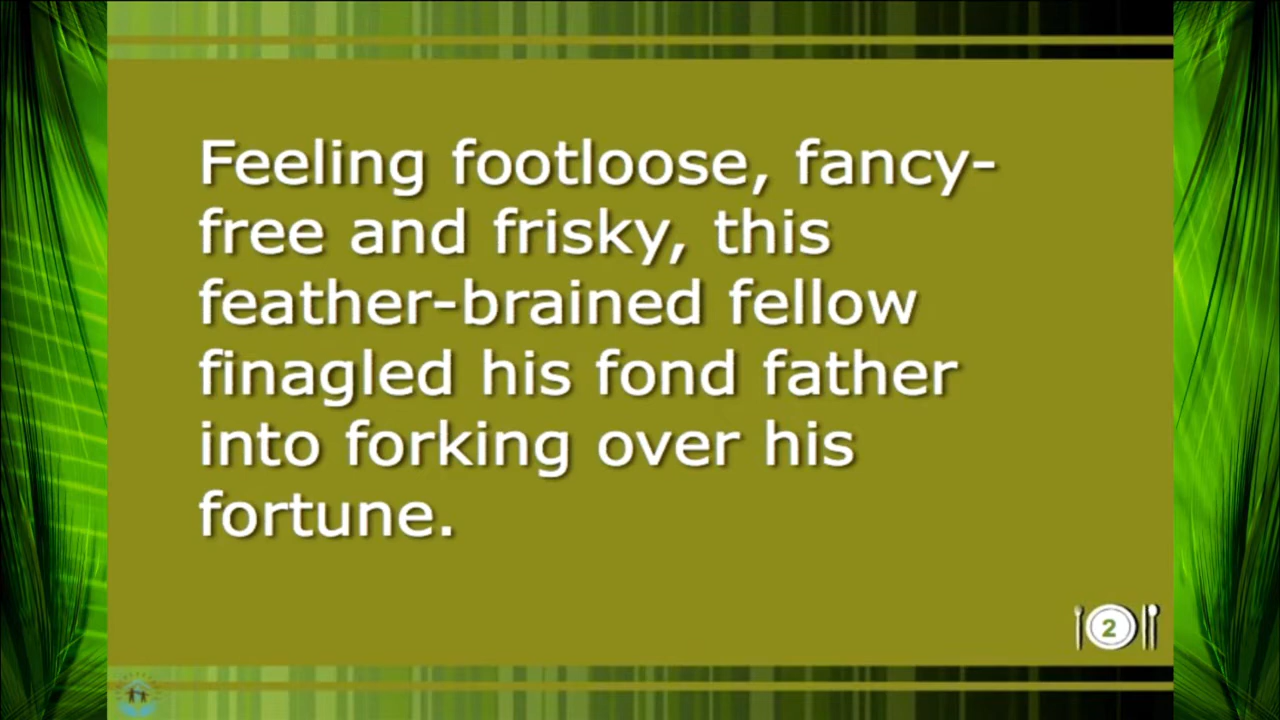 Feeling footloose, fancy-
free and frisky, this
feather-brained fellow
finagled his fond father
into forking over his
fortune.
2